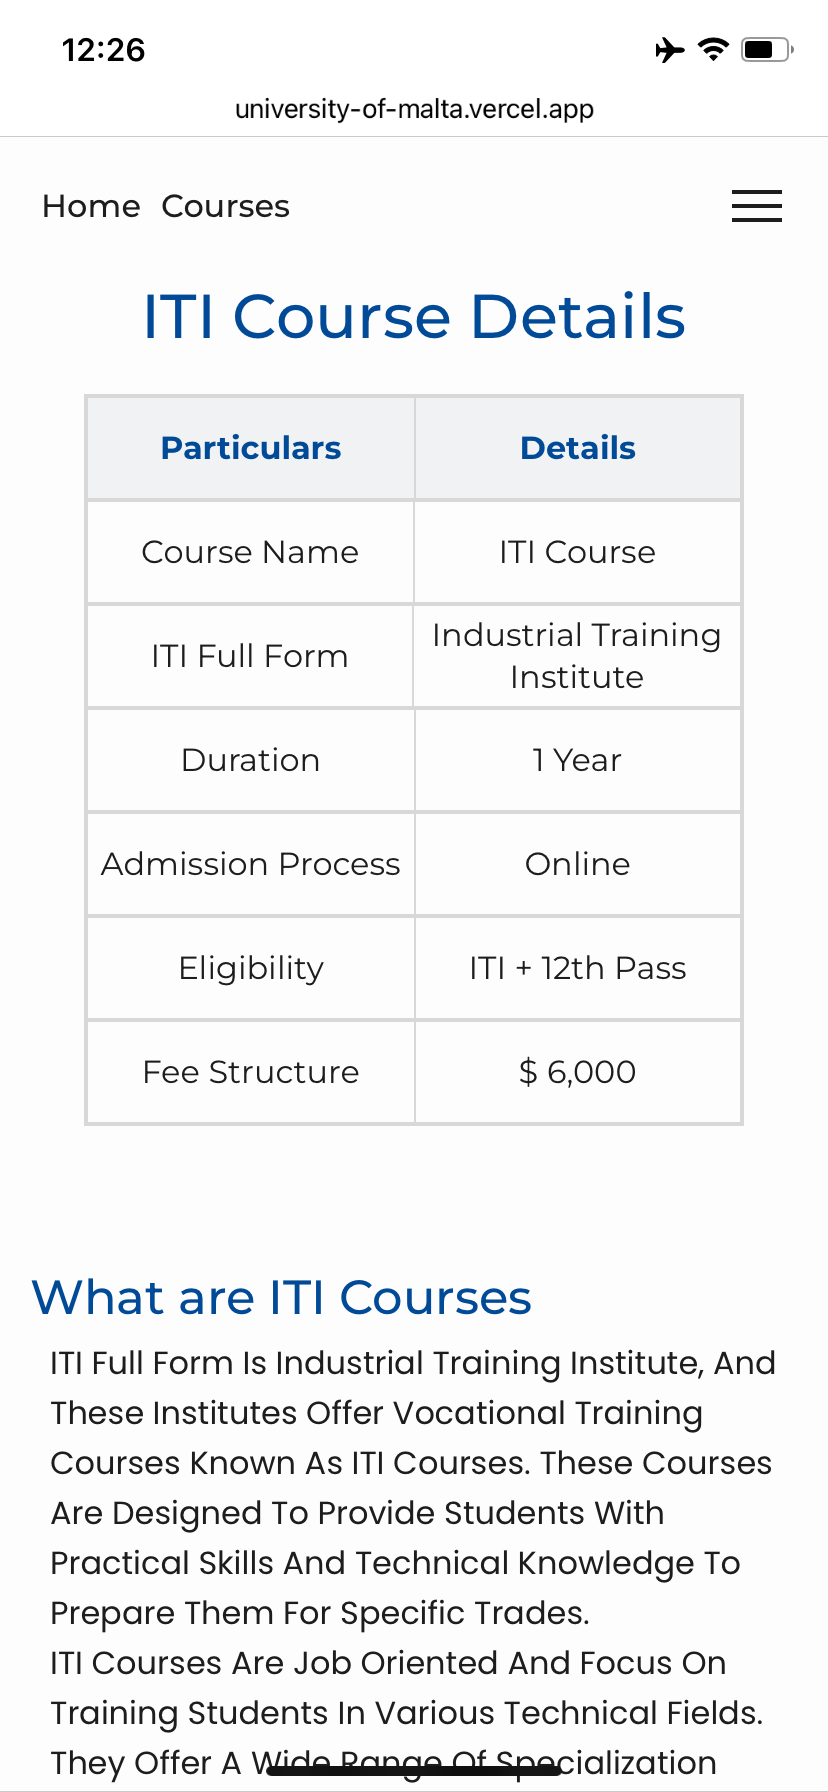 12:26
university-of-malta.vercel.app
Home Courses
ITI Course Details
Particulars Details
Course Name ITI Course
ITI Full Form Industrial Training
Institute
Duration 1 Year
Admission Process Online
Eligibility ITI + 12th Pass
Fee Structure $ 6,000
What are ITI Courses
ITI Full Form Is Industrial Training Institute, And
These Institutes Offer Vocational Training
Courses Known As ITI Courses. These Courses
Are Designed To Provide Students With
Practical Skills And Technical Knowledge To
Prepare Them For Specific Trades.
ITI Courses Are Job Oriented And Focus On
Training Students In Various Technical Fields.
They Offer A Wide Range Of Specialization